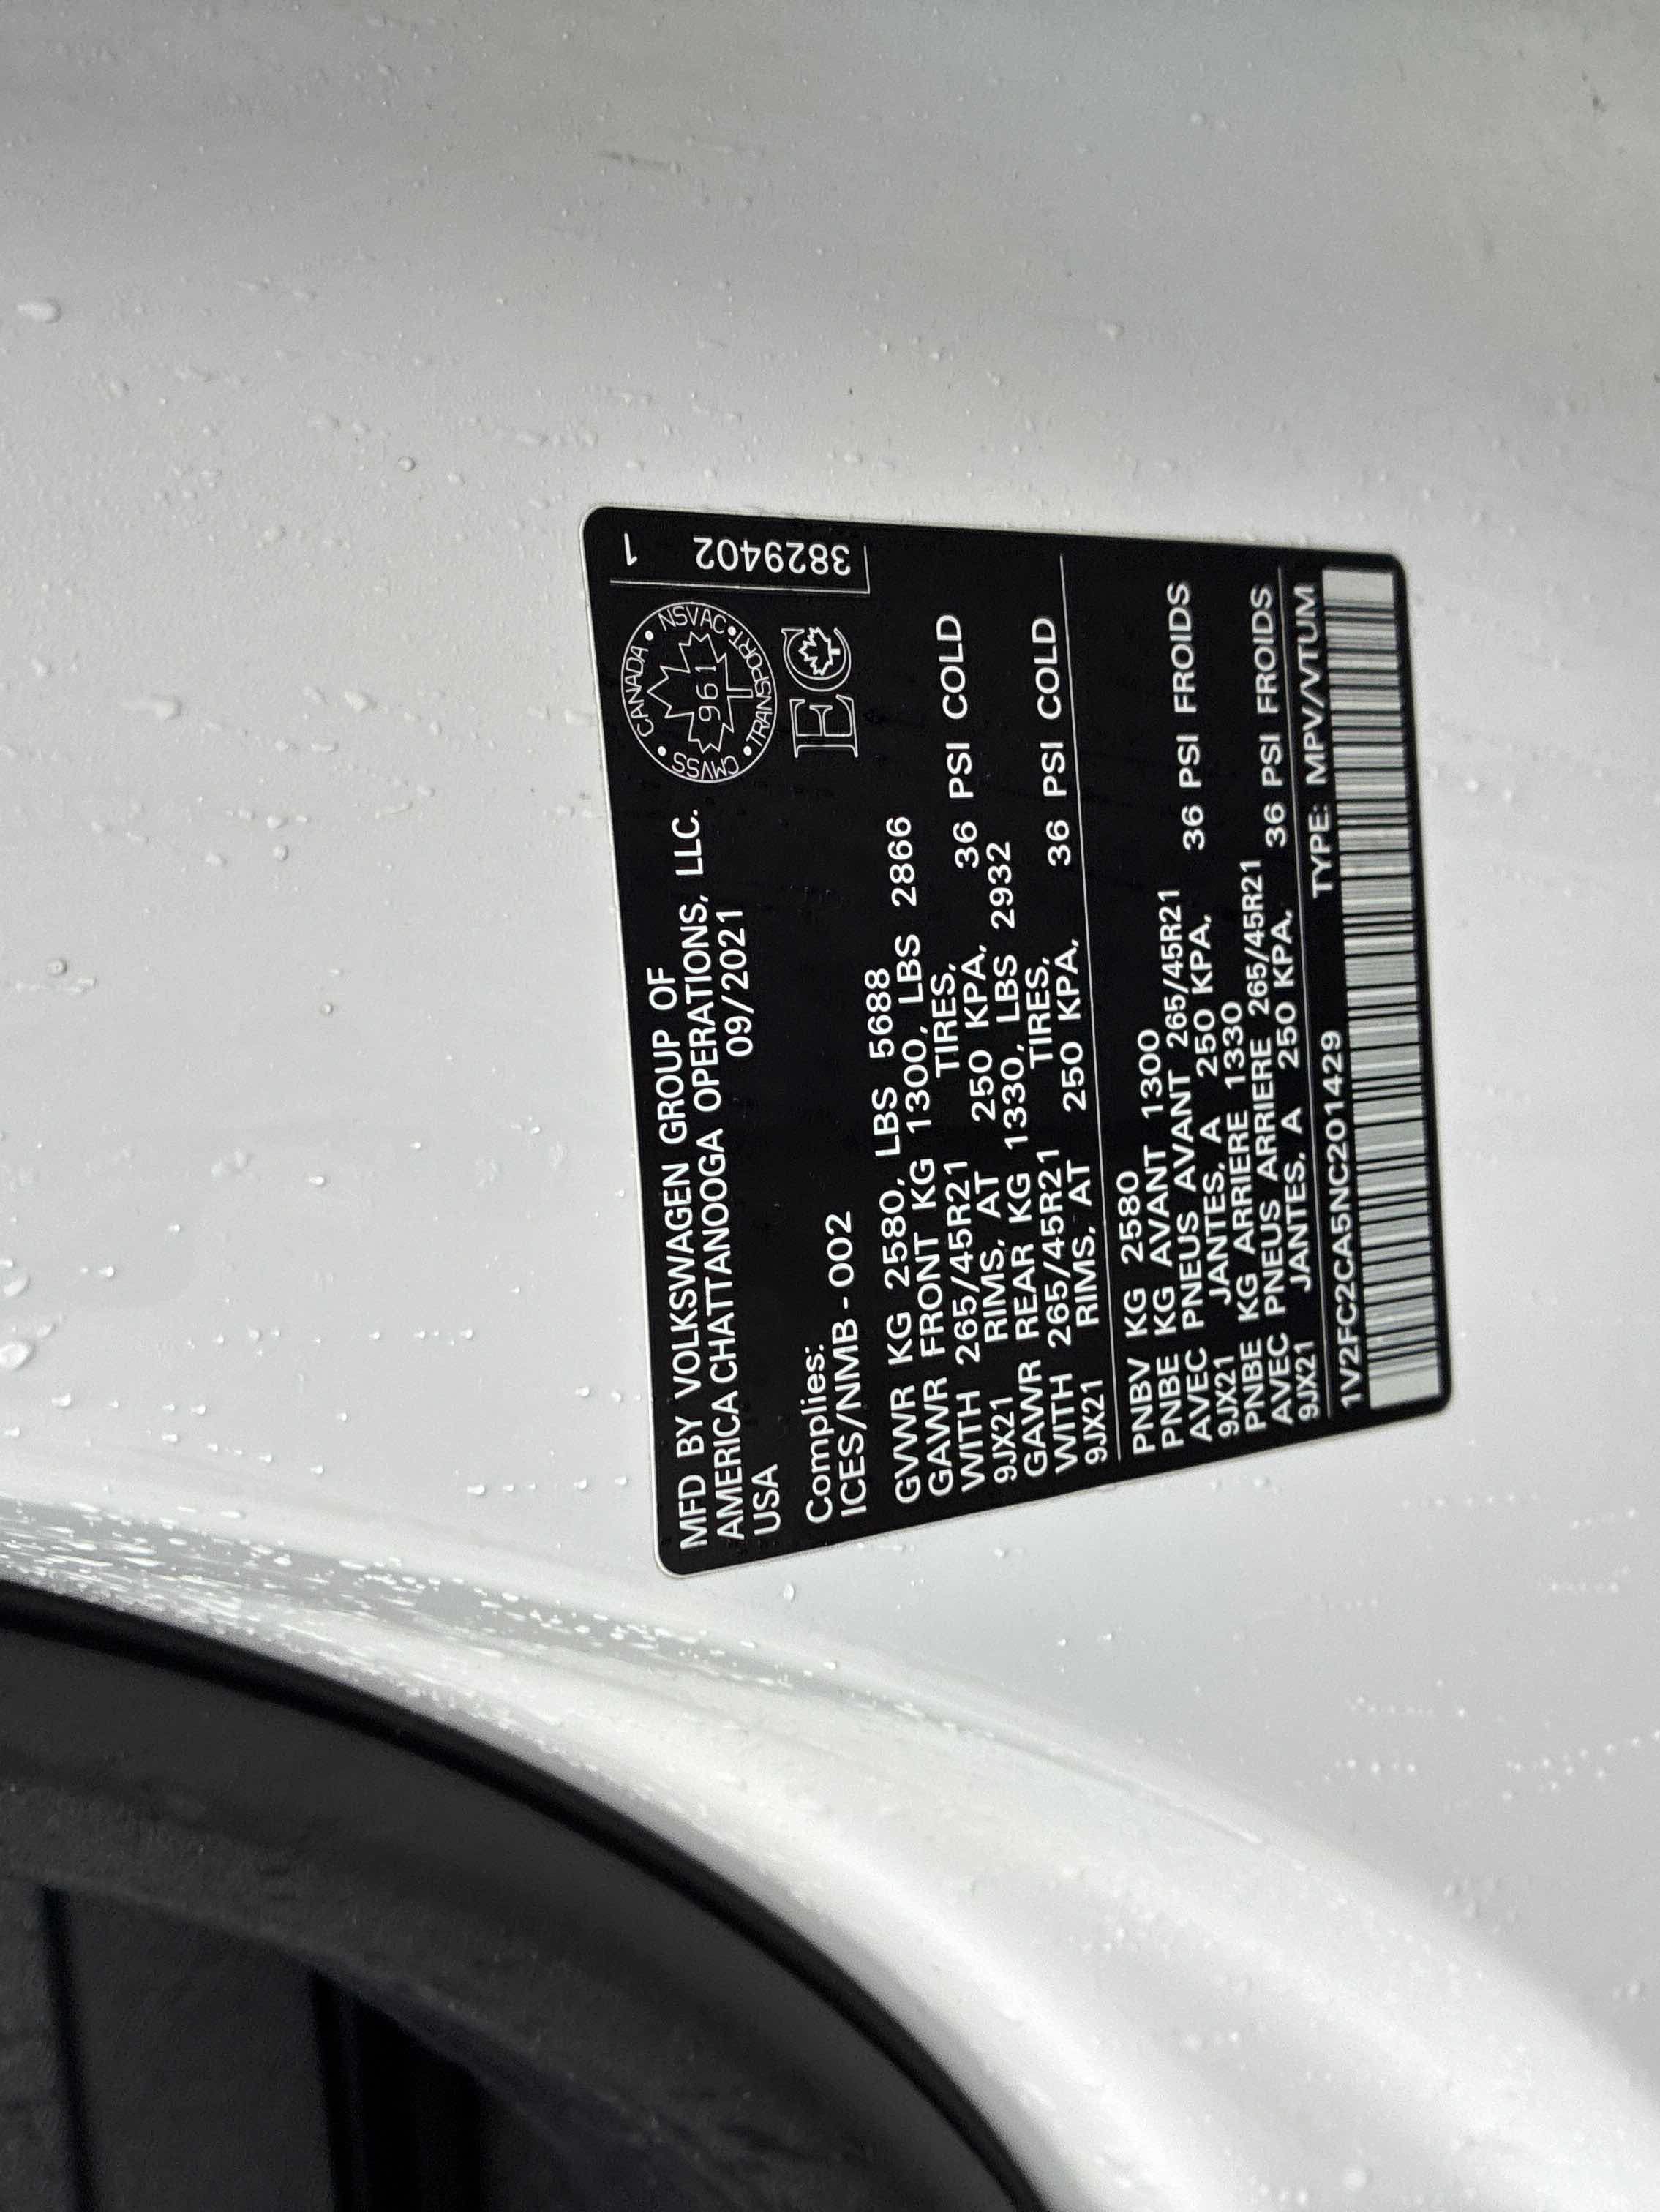 MFD BY VOLKSWAGEN GROUP OF
AMERICA CHATTANOOGA OPERATIONS, LLC.
USA 09/2021
CANADA • NSVAC • TRANSPORT • CMVSS •
961
EC
1 3829402
Complies:
ICES/NMB-002
GVWR KG 2580, LBS 5688
GAWR FRONT KG 1300, LBS 2866
WITH 265/45R21 TIRES,
9JX21 RIMS, AT 250 KPA, 36 PSI COLD
GAWR REAR KG 1330, LBS 2932
WITH 265/45R21 TIRES,
9JX21 RIMS, AT 250 KPA, 36 PSI COLD
PNBV KG 2580
PNBE KG AVANT 1300
AVEC PNEUS AVANT 265/45R21
9JX21 JANTES, A 250 KPA, 36 PSI FROIDS
PNBE KG ARRIERE 1330
AVEC PNEUS ARRIERE 265/45R21
9JX21 JANTES, A 250 KPA, 36 PSI FROIDS
1V2FC2CA5NC201429 TYPE: MPV/VTUM